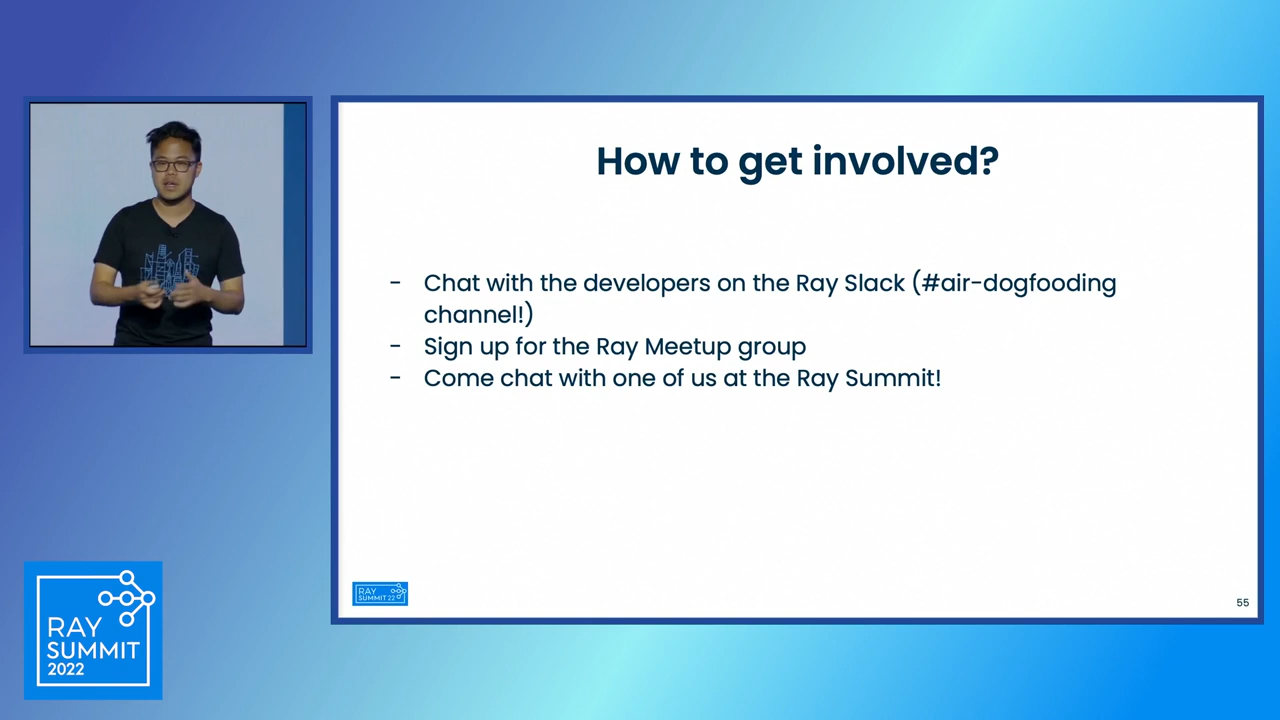 How to get involved?
- Chat with the developers on the Ray Slack (#air-dogfooding
channel!)
- Sign up for the Ray Meetup group
- Come chat with one of us at the Ray Summit!
RAY
SUMMIT 22
55
RAY
SUMMIT
2022